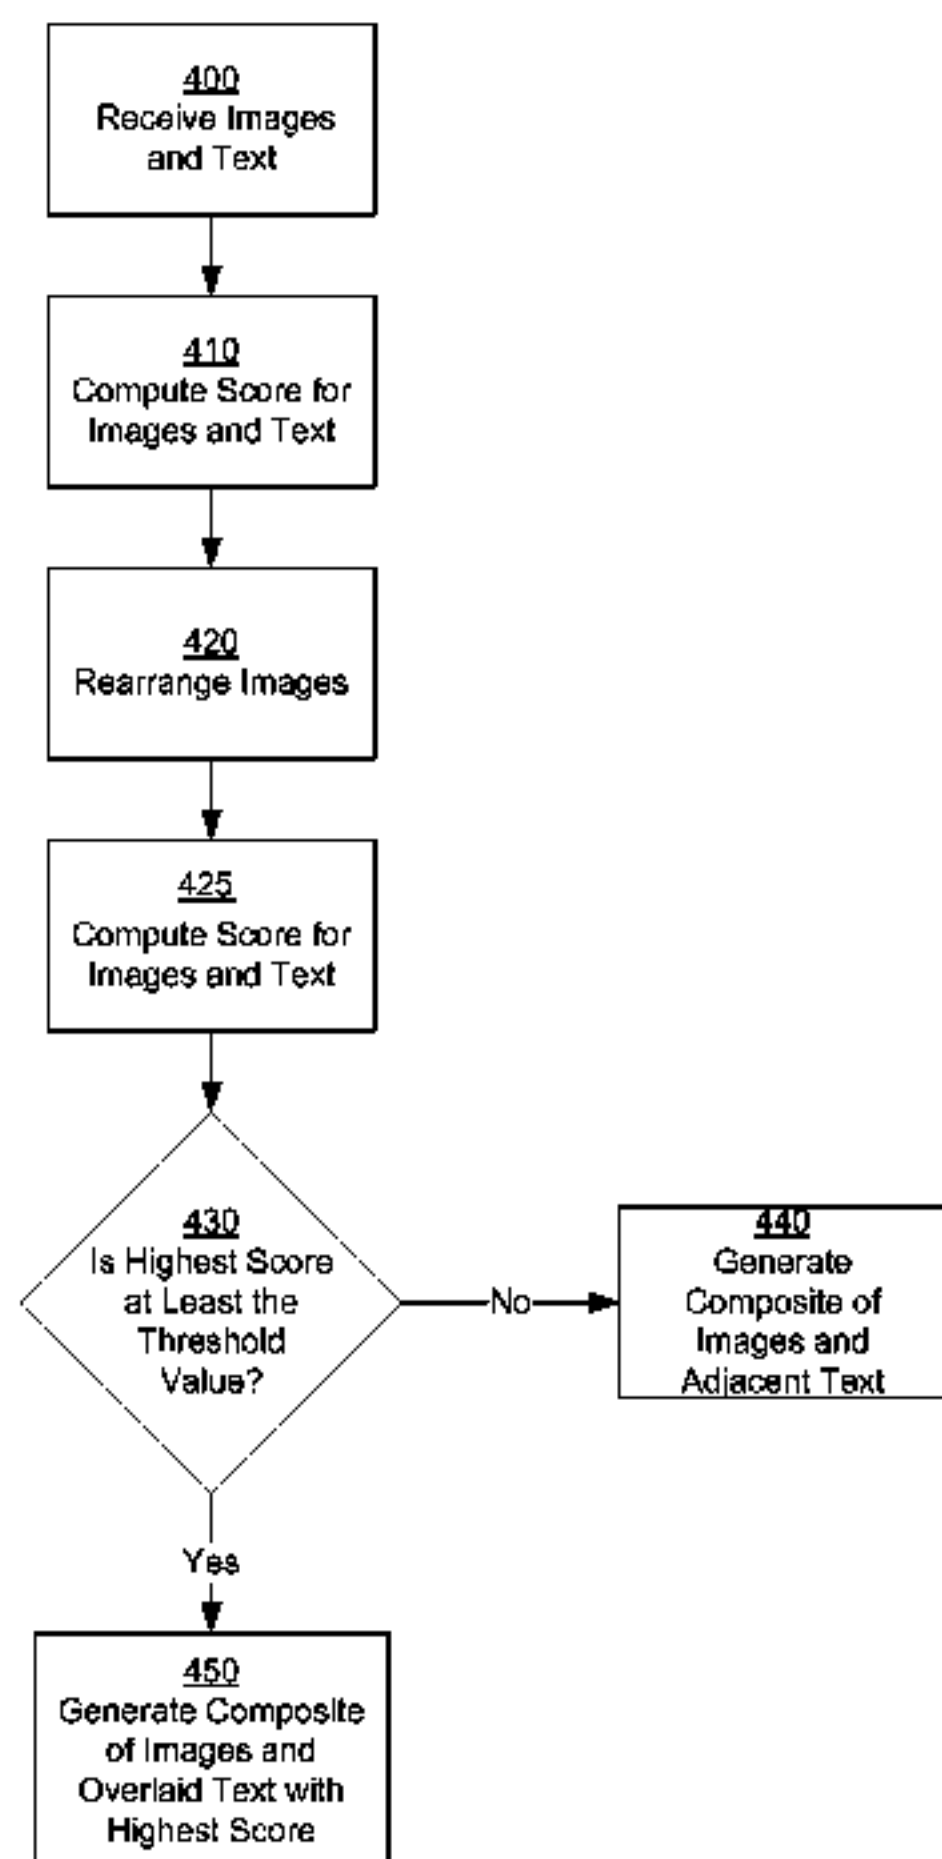 400
Receive Images
and Text
410
Compute Score for
Images and Text
420
Rearrange Images
425
Compute Score for
Images and Text
430
Is Highest Score
at Least the
Threshold
Value?
No
440
Generate
Composite of
Images and
Adjacent Text
Yes
450
Generate Composite
of Images and
Overlaid Text with
Highest Score